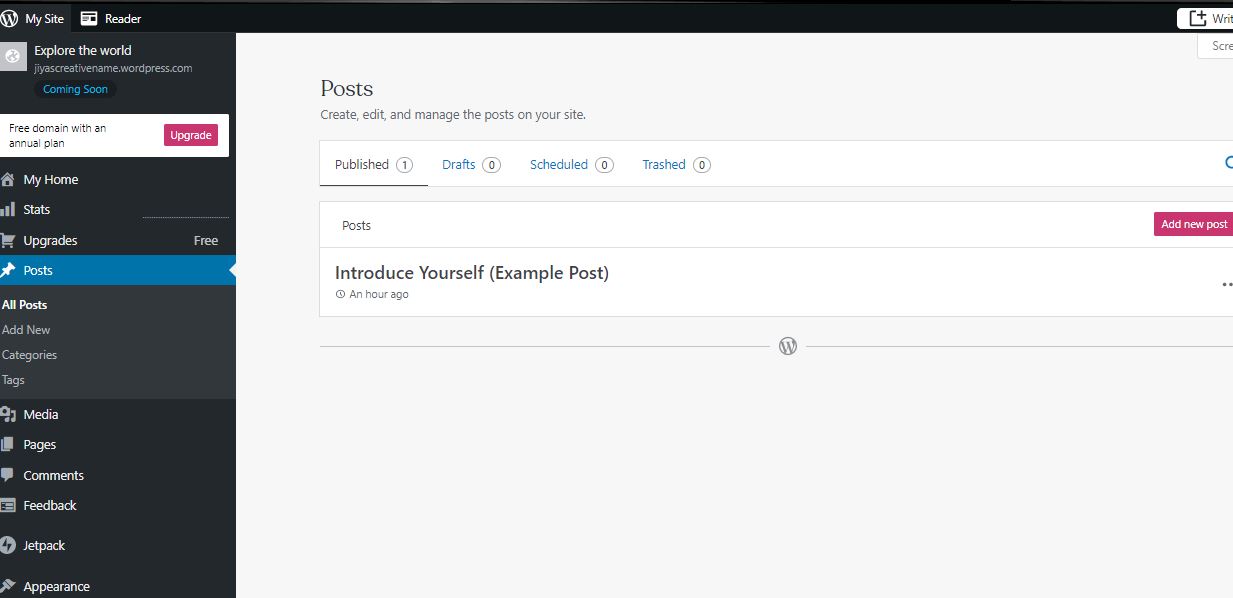 My Site
Reader
Explore the world
jiyascreativename.wordpress.com
Coming Soon
Free domain with an
annual plan
Upgrade
My Home
Stats
Upgrades
Free
Posts
All Posts
Add New
Categories
Tags
Media
Pages
Comments
Feedback
Jetpack
Appearance
Writ
Scre
Posts
Create, edit, and manage the posts on your site.
Published 1
Drafts 0
Scheduled 0
Trashed 0
Posts
Add new post
Introduce Yourself (Example Post)
An hour ago